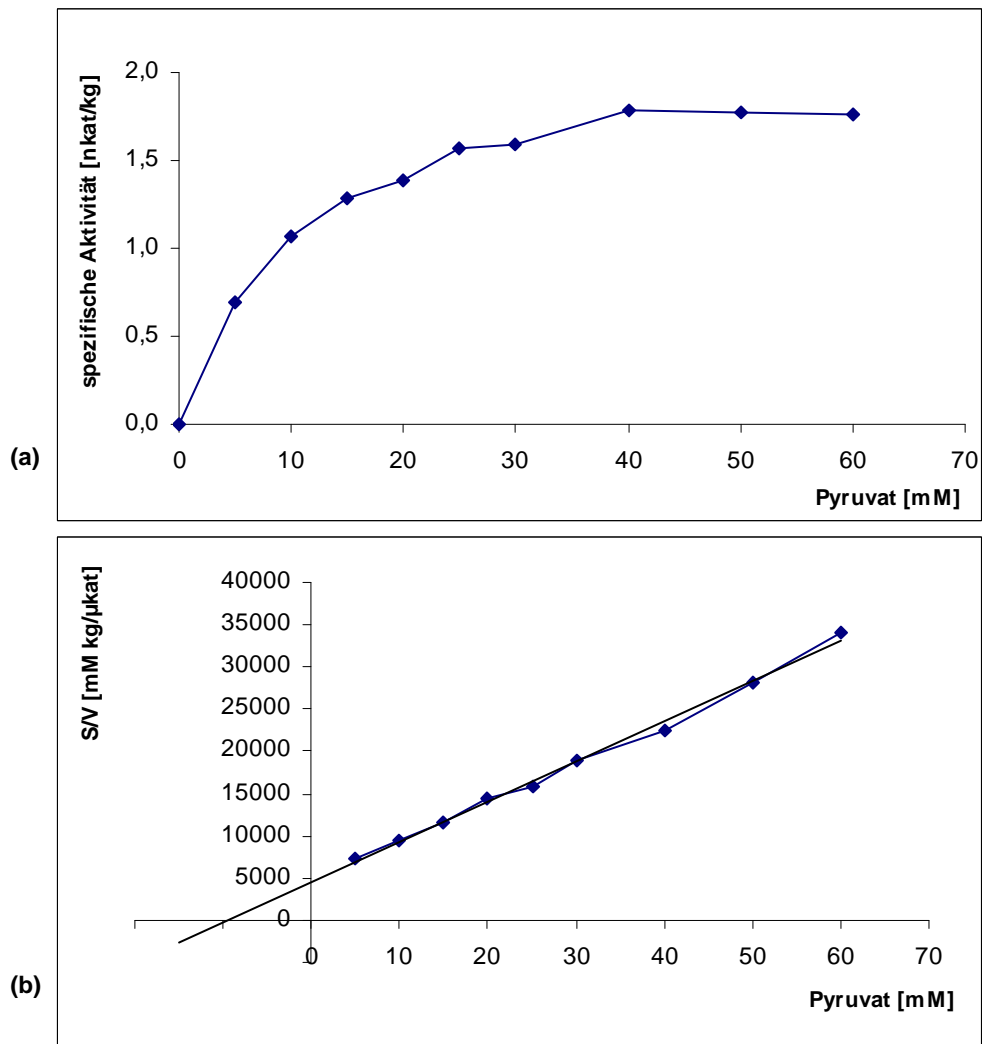 spezifische Aktivität [nkat/kg]
2,0
1,5
1,0
0,5
0,0
(a)
0 10 20 30 40 50 60 70
Pyruvat [mM]
S/V [mM kg/µkat]
40000
35000
30000
25000
20000
15000
10000
5000
0
0 10 20 30 40 50 60 70
(b)
Pyruvat [mM]